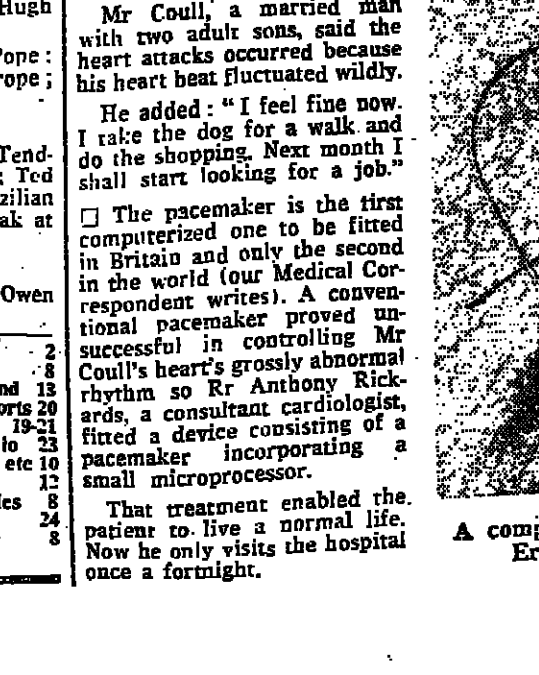 Hugh
Pope :
rope ;
Tend-
Ted
zilian
ak at
Owen
2
8
nd 13
orts 20
19-21
io 23
etc 10
12
les 8
24
8
Mr Coull, a married man
with two adult sons, said the
heart attacks occurred because
his heart beat fluctuated wildly.
He added : “ I feel fine now.
I take the dog for a walk and
do the shopping. Next month I
shall start looking for a job.”
□ The pacemaker is the first
computerized one to be fitted
in Britain and only the second
in the world (our Medical Cor-
respondent writes). A conven-
tional pacemaker proved un-
successful in controlling Mr
Coull's heart's grossly abnormal
rhythm so Rr Anthony Rick-
ards, a consultant cardiologist,
fitted a device consisting of a
pacemaker incorporating a
small microprocessor.
That treatment enabled the
patient to live a normal life.
Now he only visits the hospital
once a fortnight.
A comp
Er